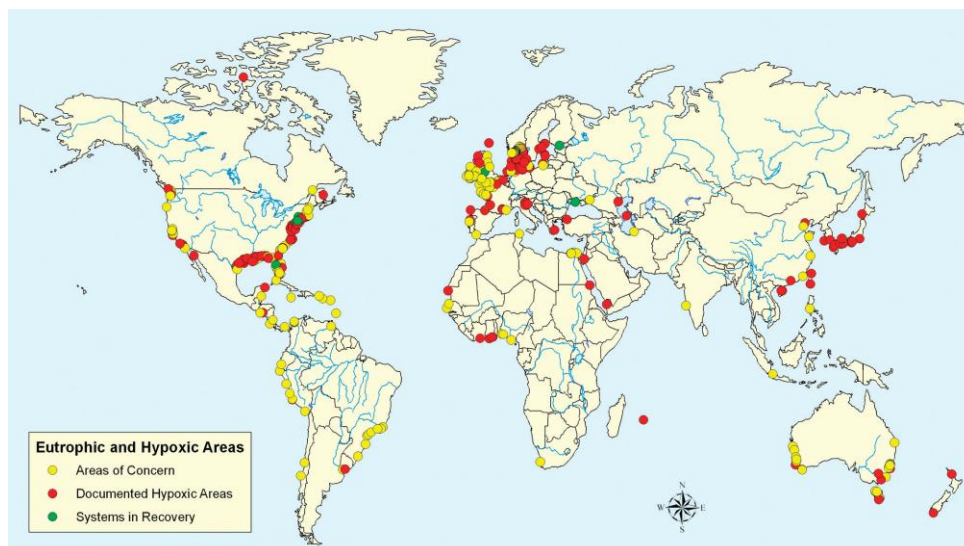 Eutrophic and Hypoxic Areas
Areas of Concern
Documented Hypoxic Areas
Systems in Recovery
N
W E
S